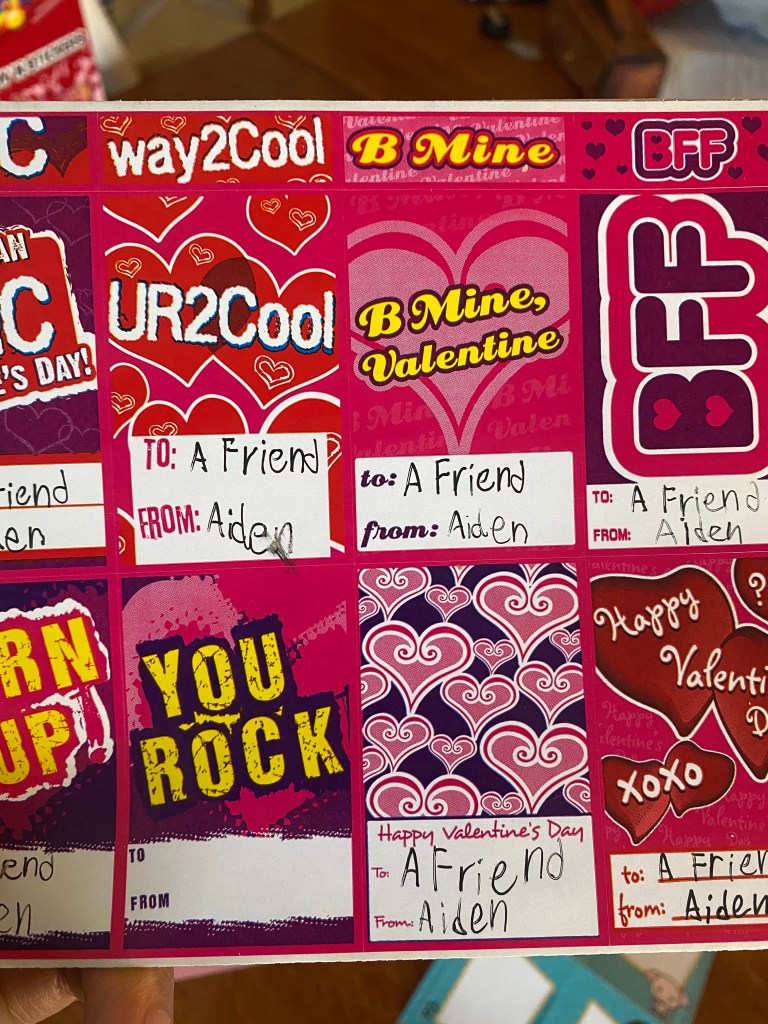 C
way2Cool
B Mine
BFF
AN
C
E'S DAY!
UR2Cool
B Mine,
Valentine
BFF
riend
en
TO: A Friend
FROM: Aiden
to: A Friend
from: Aiden
TO: A Friend
FROM: Aiden
RN
UP
YOU
ROCK
Happy
Valenti
D
?
XOXO
end
en
TO
FROM
Happy Valentine's Day
To: A Friend
From: Aiden
to: A Frien
from: Aiden